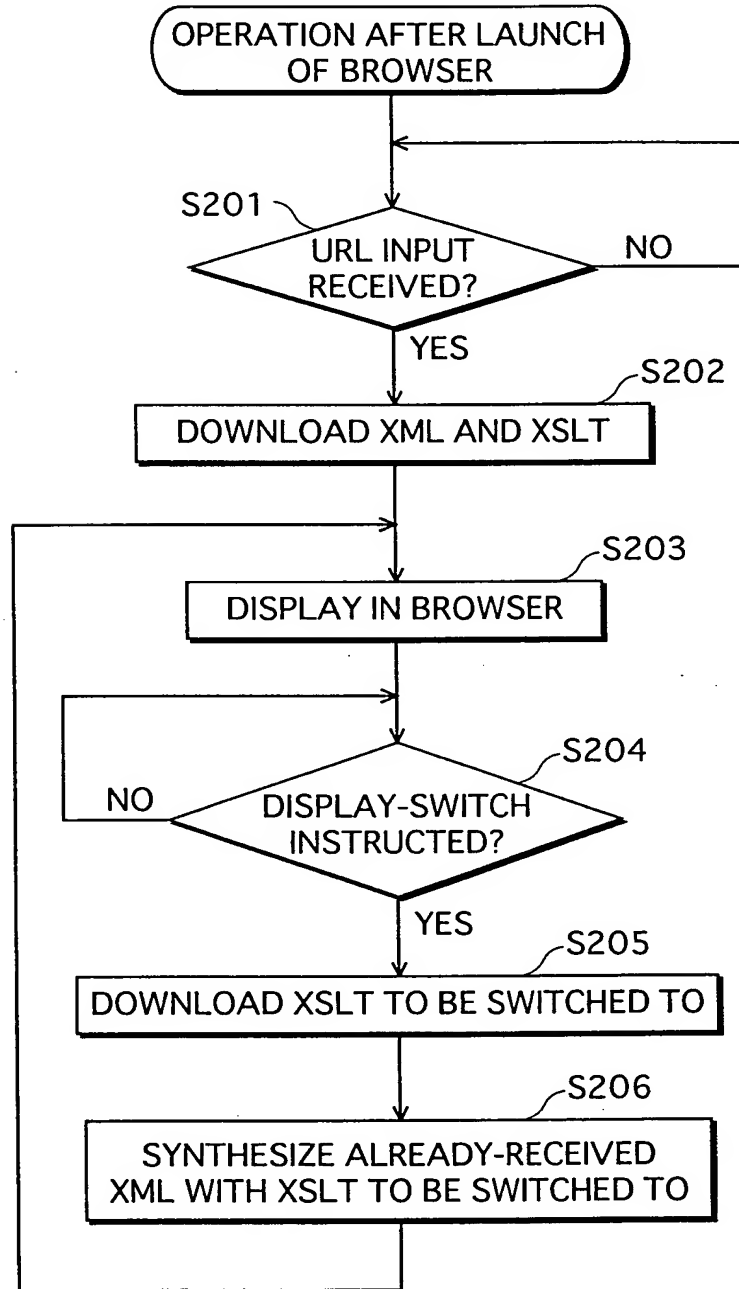 OPERATION AFTER LAUNCH
OF BROWSER
S201
URL INPUT
RECEIVED?
NO
YES
S202
DOWNLOAD XML AND XSLT
S203
DISPLAY IN BROWSER
S204
NO
DISPLAY-SWITCH
INSTRUCTED?
YES
S205
DOWNLOAD XSLT TO BE SWITCHED TO
S206
SYNTHESIZE ALREADY-RECEIVED
XML WITH XSLT TO BE SWITCHED TO